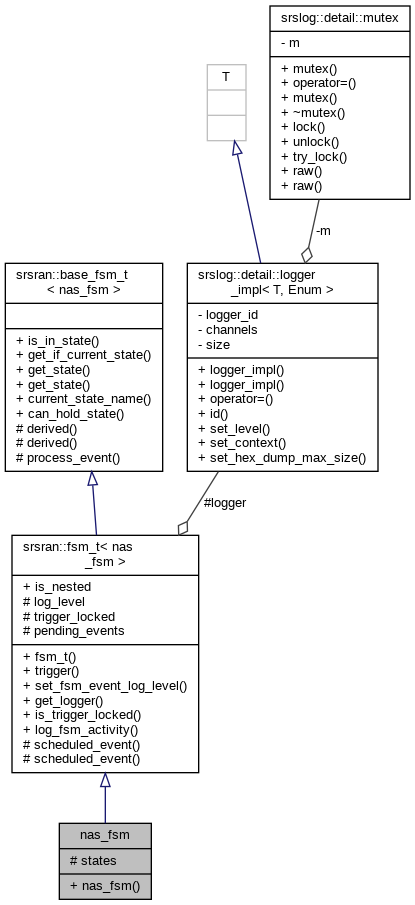 srslog::detail::mutex
- m
+ mutex()
+ operator=()
+ mutex()
+ ~mutex()
+ lock()
+ unlock()
+ try_lock()
+ raw()
+ raw()
T
-m
srsran::base_fsm_t
< nas_fsm >
+ is_in_state()
+ get_if_current_state()
+ get_state()
+ get_state()
+ current_state_name()
+ can_hold_state()
# derived()
# derived()
# process_event()
srslog::detail::logger
_impl< T, Enum >
- logger_id
- channels
- size
+ logger_impl()
+ logger_impl()
+ operator=()
+ id()
+ set_level()
+ set_context()
+ set_hex_dump_max_size()
#logger
srsran::fsm_t< nas
_fsm >
+ is_nested
# log_level
# trigger_locked
# pending_events
+ fsm_t()
+ trigger()
+ set_fsm_event_log_level()
+ get_logger()
+ is_trigger_locked()
+ log_fsm_activity()
# scheduled_event()
# scheduled_event()
nas_fsm
# states
+ nas_fsm()